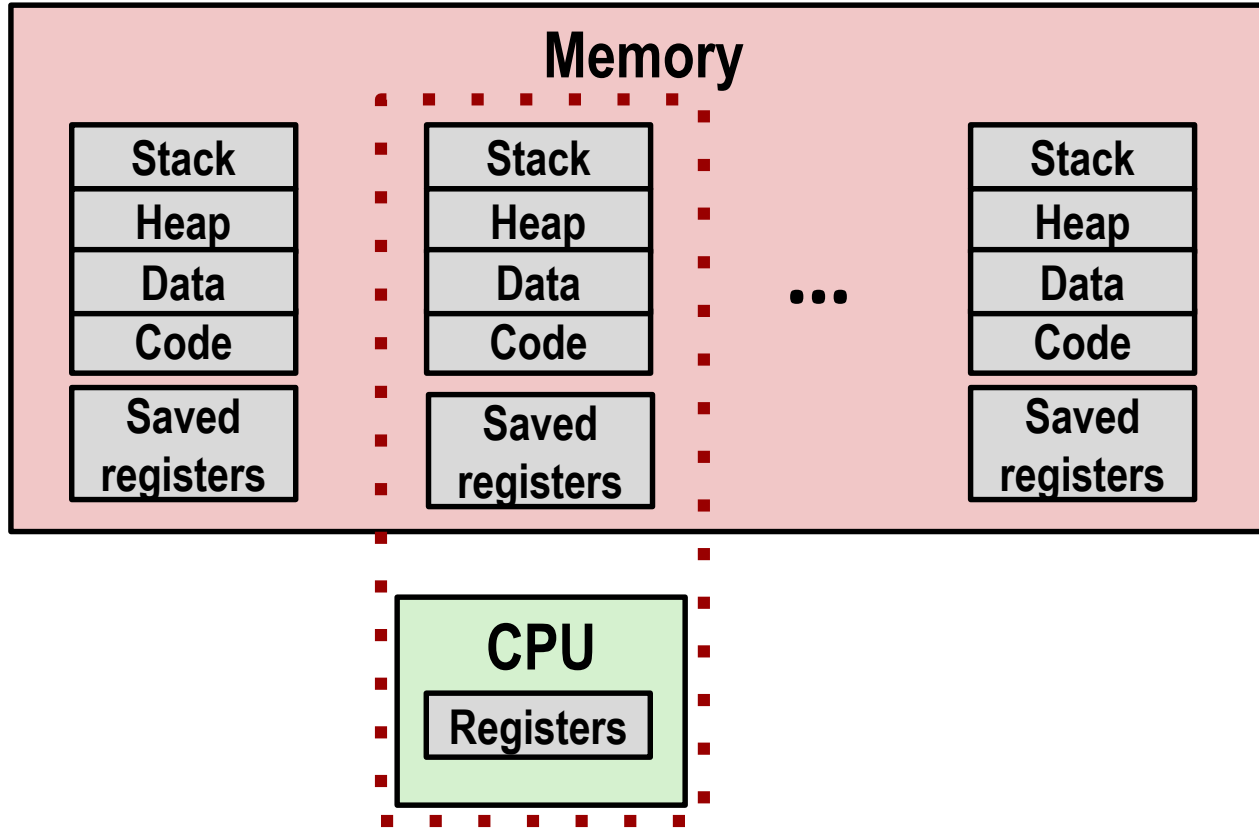 Memory
Stack
Heap
Data
Code
Saved
registers
Stack
Heap
Data
Code
Saved
registers
...
Stack
Heap
Data
Code
Saved
registers
CPU
Registers